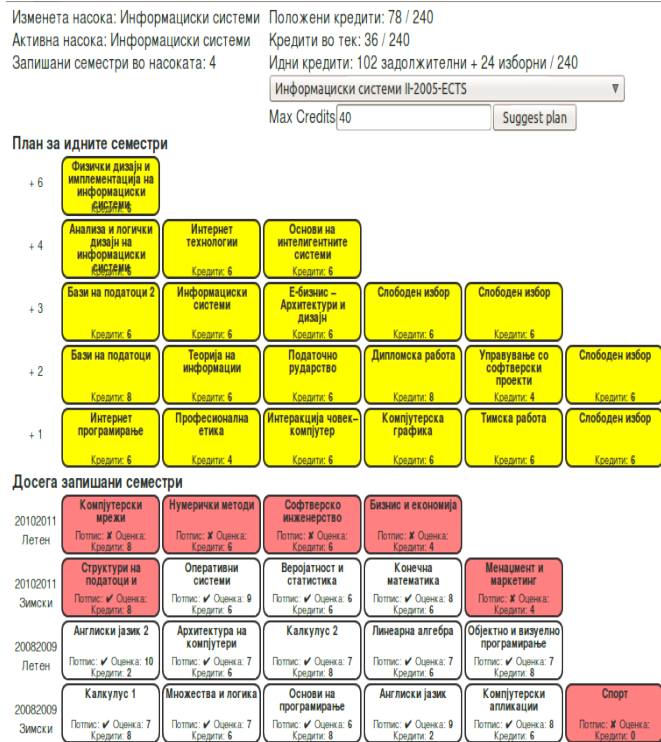 Изменета насока: Информациски системи Положени кредити: 78 / 240
Активна насока: Информациски системи Кредити во тек: 36 / 240
Запишани семестри во насоката: 4 Идни кредити: 102 задолжителни + 24 изборни / 240
Информациски системи II-2005-ECTS
Max Credits 40 Suggest plan
План за идните семестри
+ 6
Физички дизајн и
имплементација на
информациски
системи
Кредити: 6
+ 4
Анализа и логички
дизајн на
информациски
системи
Кредити: 6
Интернет
технологии
Кредити: 6
Основи на
интелигентните
системи
Кредити: 6
+ 3
Бази на податоци 2
Кредити: 6
Информациски
системи
Кредити: 6
Е-бизнис –
Архитектури и
дизајн
Кредити: 6
Слободен избор
Кредити: 6
Слободен избор
Кредити: 6
+ 2
Бази на податоци
Кредити: 8
Теорија на
информации
Кредити: 6
Податочно
рударство
Кредити: 6
Дипломска работа
Кредити: 8
Управување со
софтверски
проекти
Кредити: 4
Слободен избор
Кредити: 6
+ 1
Интернет
програмирање
Кредити: 6
Професионална
етика
Кредити: 4
Интеракција човек–
компјутер
Кредити: 6
Компјутерска
графика
Кредити: 6
Тимска работа
Кредити: 6
Слободен избор
Кредити: 6
Досега запишани семестри
20102011
Летен
Компјутерски
мрежи
Потпис: ✘ Оценка:
Кредити: 8
Нумерички методи
Потпис: ✘ Оценка:
Кредити: 6
Софтверско
инженерство
Потпис: ✘ Оценка:
Кредити: 6
Бизнис и економија
Потпис: ✘ Оценка:
Кредити: 4
20102011
Зимски
Структури на
податоци и
Потпис: ✔ Оценка:
Кредити: 8
Оперативни
системи
Потпис: ✔ Оценка: 9
Кредити: 6
Веројатност и
статистика
Потпис: ✔ Оценка: 6
Кредити: 6
Конечна
математика
Потпис: ✔ Оценка: 8
Кредити: 6
Менаџмент и
маркетинг
Потпис: ✘ Оценка:
Кредити: 4
20082009
Летен
Англиски јазик 2
Потпис: ✔ Оценка: 10
Кредити: 2
Архитектура на
компјутери
Потпис: ✔ Оценка: 7
Кредити: 6
Калкулус 2
Потпис: ✔ Оценка: 7
Кредити: 8
Линеарна алгебра
Потпис: ✔ Оценка: 7
Кредити: 6
Објектно и визуелно
програмирање
Потпис: ✔ Оценка: 7
Кредити: 8
20082009
Зимски
Калкулус 1
Потпис: ✔ Оценка: 7
Кредити: 8
Множества и логика
Потпис: ✔ Оценка: 7
Кредити: 6
Основи на
програмирање
Потпис: ✔ Оценка: 6
Кредити: 8
Англиски јазик
Потпис: ✔ Оценка: 9
Кредити: 2
Компјутерски
апликации
Потпис: ✔ Оценка: 8
Кредити: 6
Спорт
Потпис: ✘ Оценка:
Кредити: 0